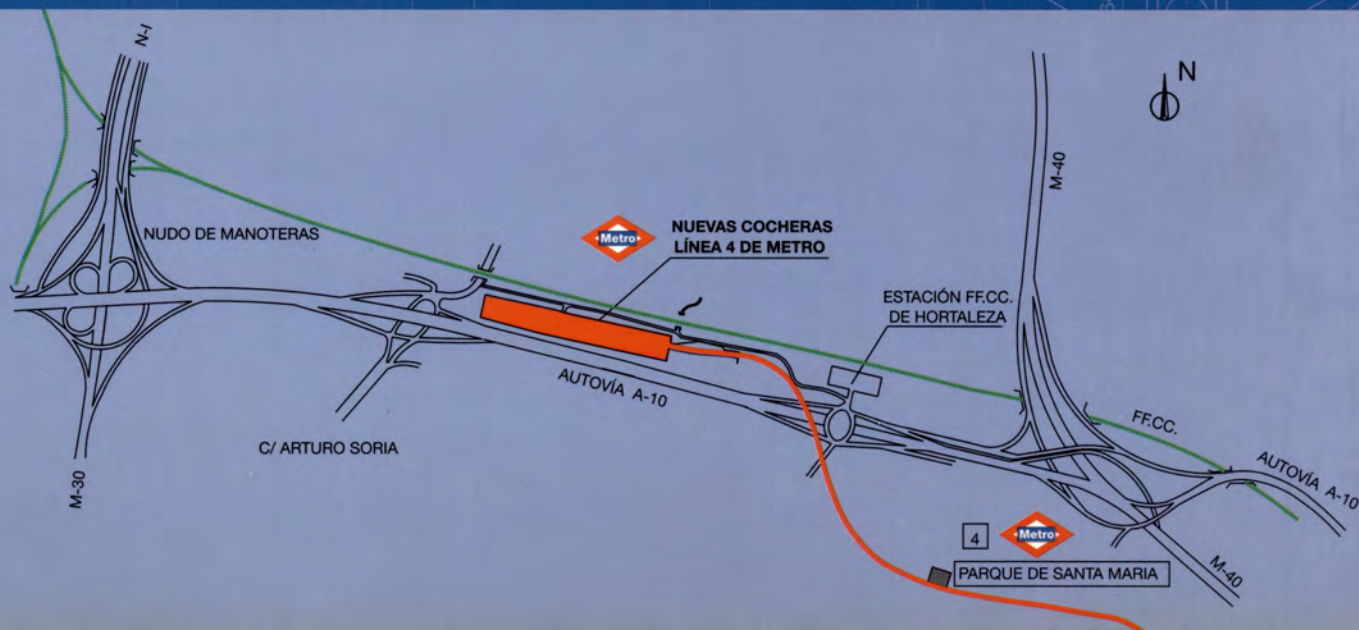 N-I
N
M-40
NUDO DE MANOTERAS
Metro
NUEVAS COCHERAS
LÍNEA 4 DE METRO
ESTACIÓN FF.CC.
DE HORTALEZA
AUTOVÍA A-10
C/ ARTURO SORIA
M-30
FF.CC.
AUTOVÍA A-10
4
Metro
PARQUE DE SANTA MARIA
M-40